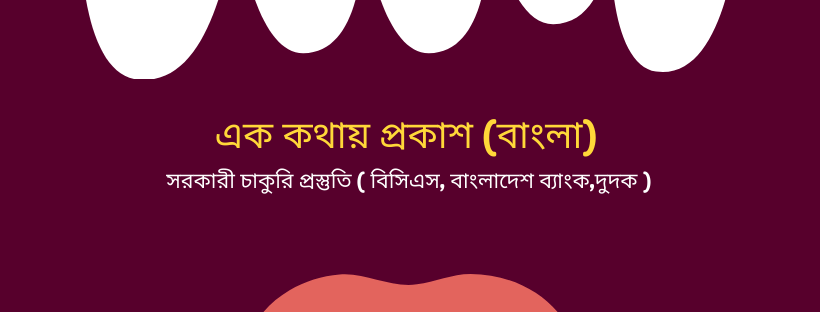 এক কথায় প্রকাশ (বাংলা)
সরকারী চাকুরি প্রস্তুতি ( বিসিএস, বাংলাদেশ ব্যাংক,দুদক )